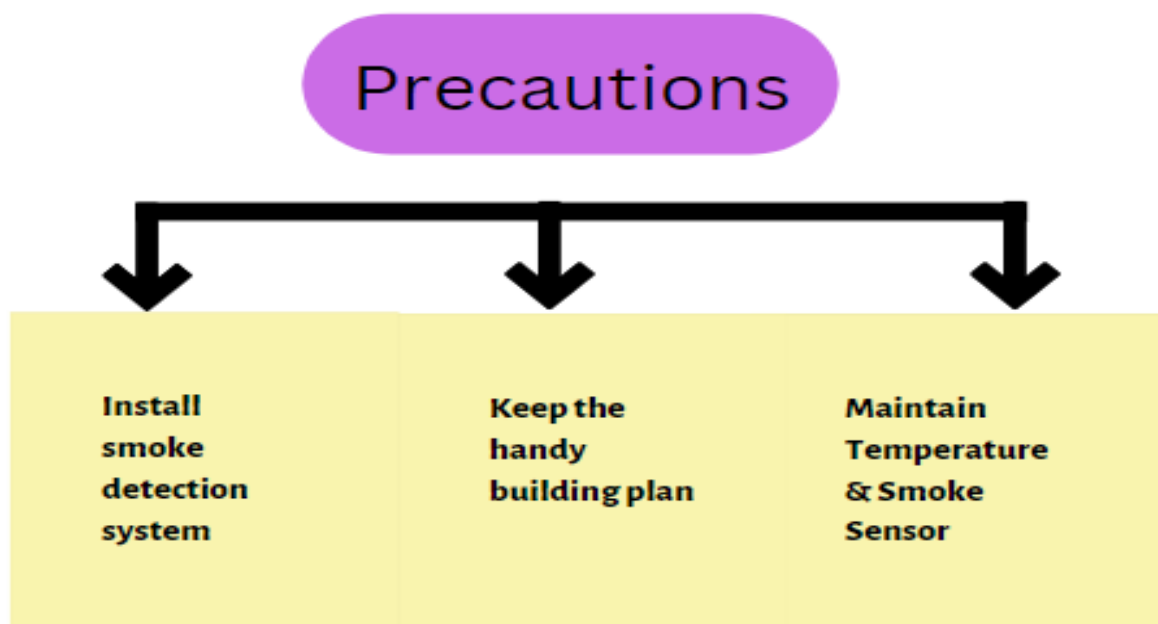 Precautions
Install
smoke
detection
system
Keep the
handy
building plan
Maintain
Temperature
& Smoke
Sensor